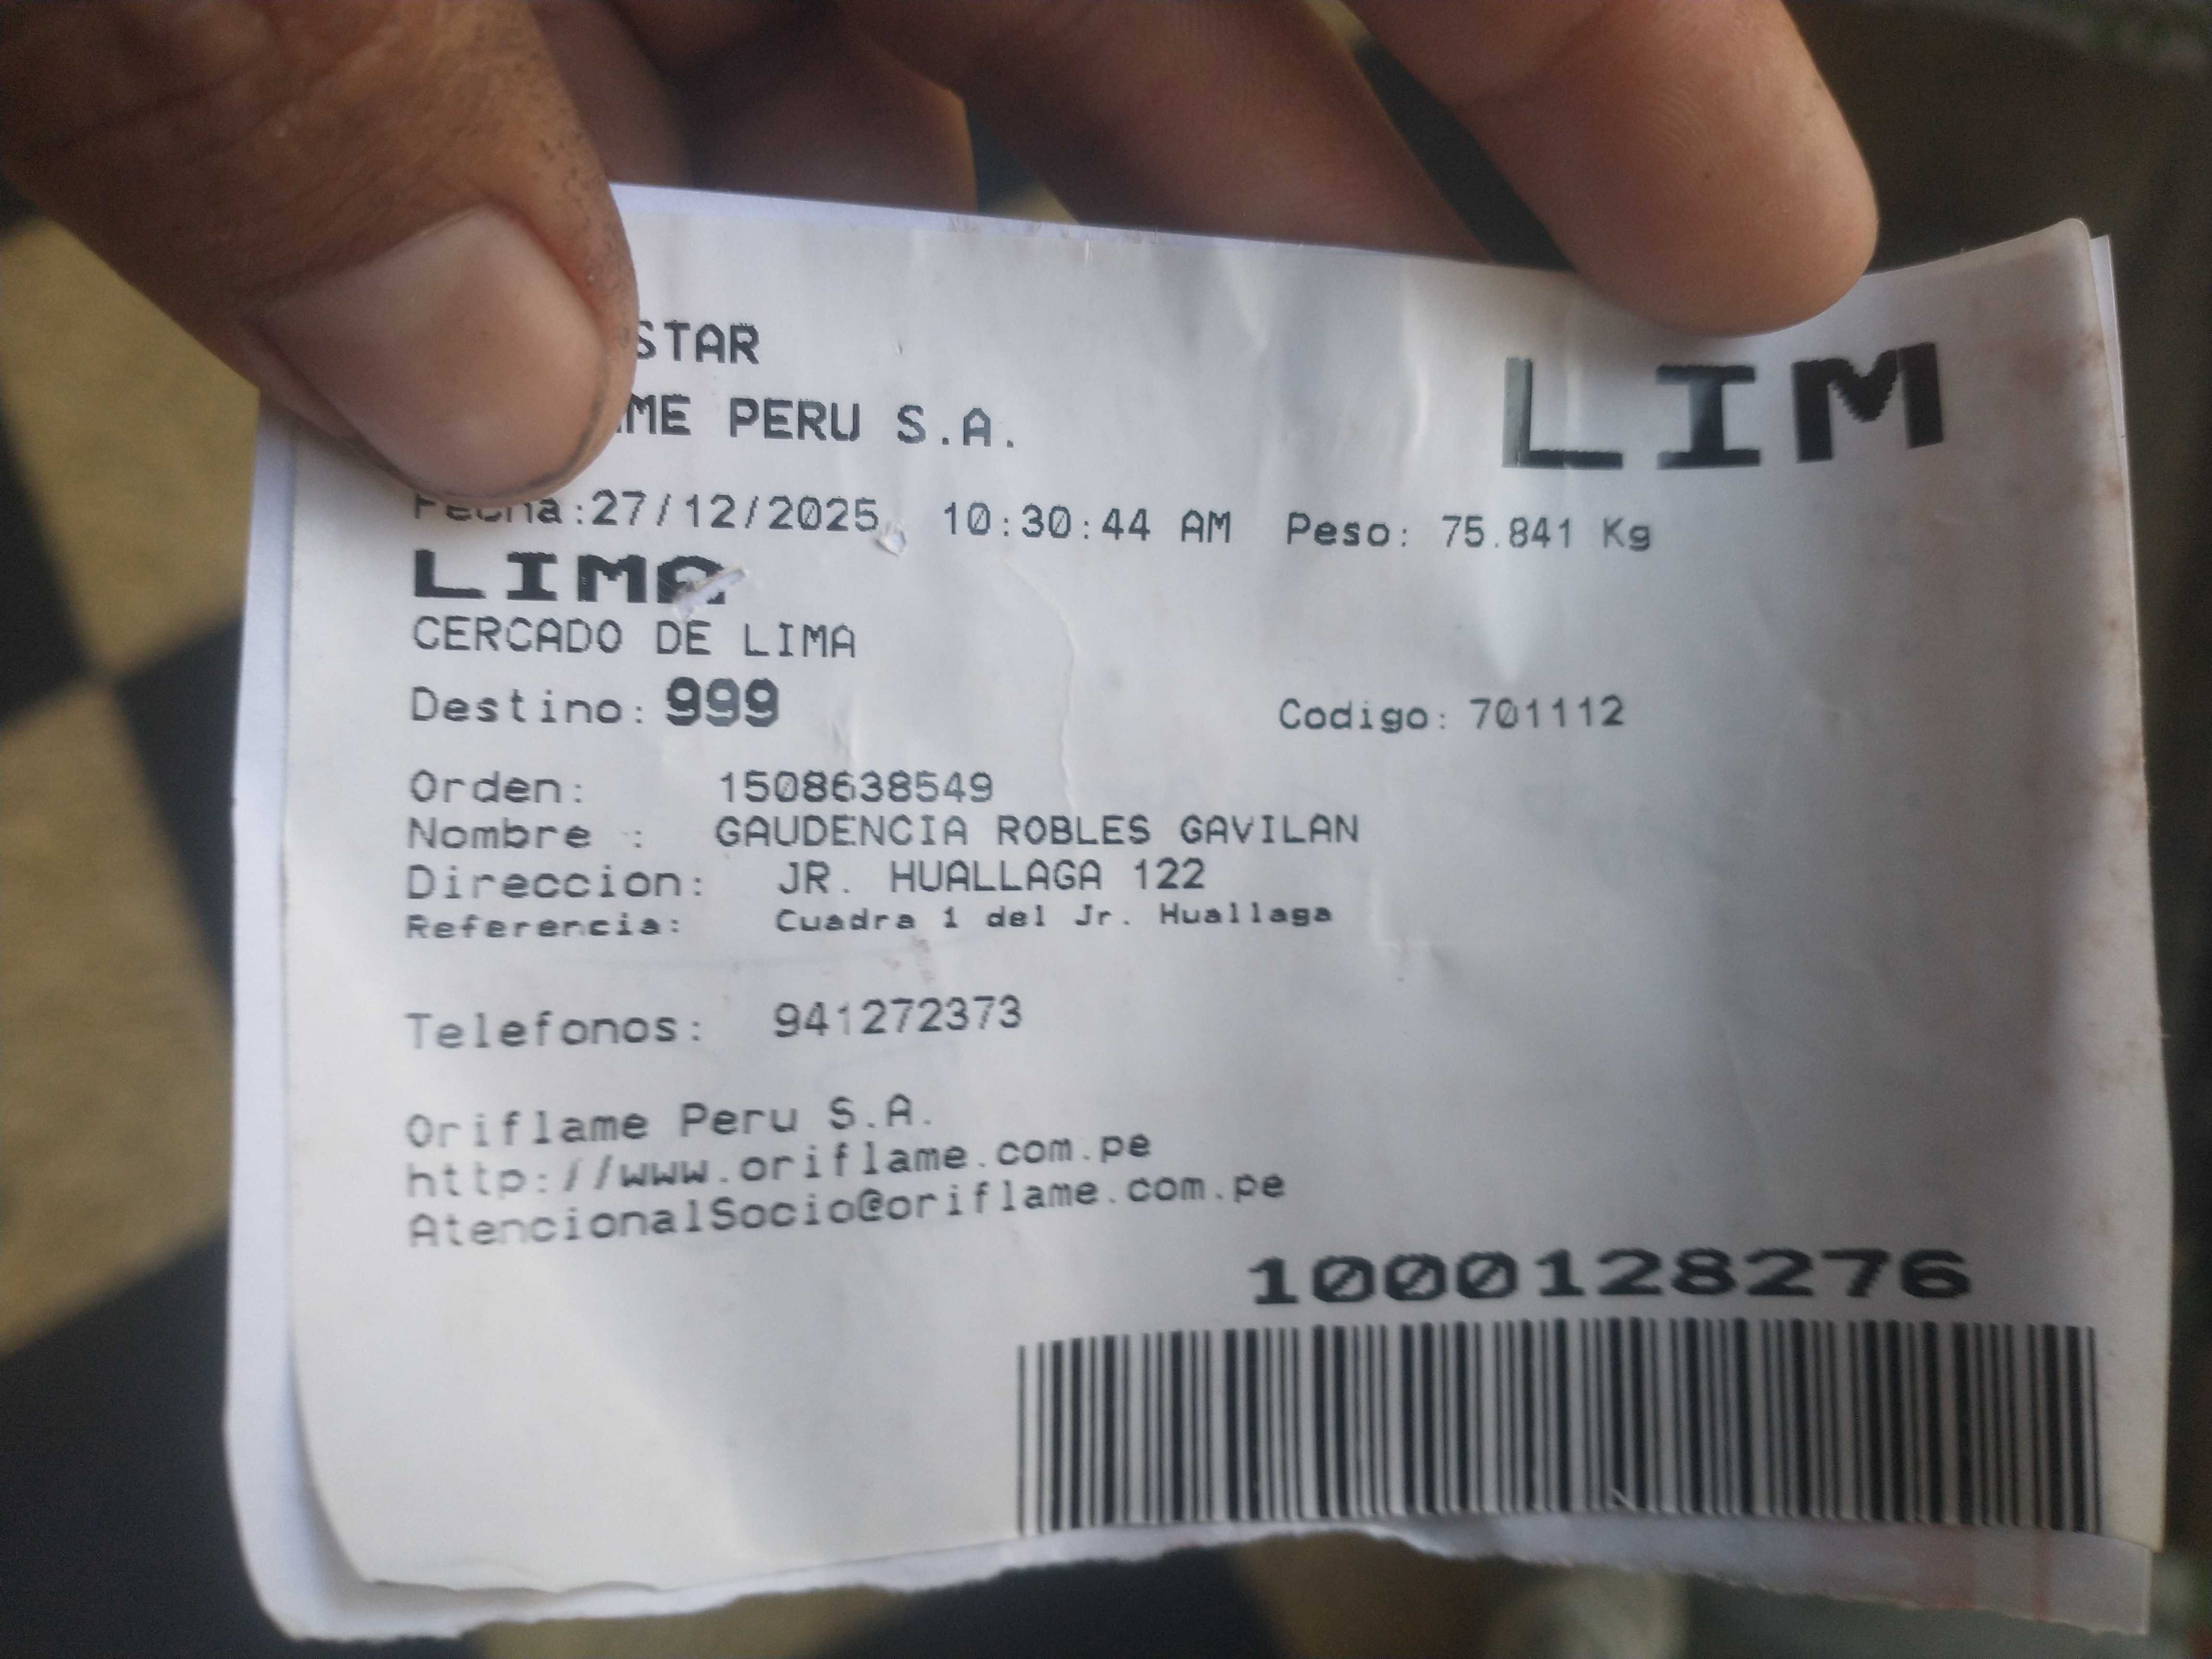 STAR
LIM
PERU S.A.
Fecha:27/12/2025 10:30:44 AM Peso: 75.841 Kg
LIMA
CERCADO DE LIMA
Destino: 999 Codigo: 701112
Orden: 1508638549
Nombre : GAUDENCIA ROBLES GAVILAN
Direccion: JR. HUALLAGA 122
Referencia: Cuadra 1 del Jr. Huallaga
Telefonos: 941272373
Oriflame Peru S.A.
http://www.oriflame.com.pe
AtencionalSocio@oriflame.com.pe
1000128276